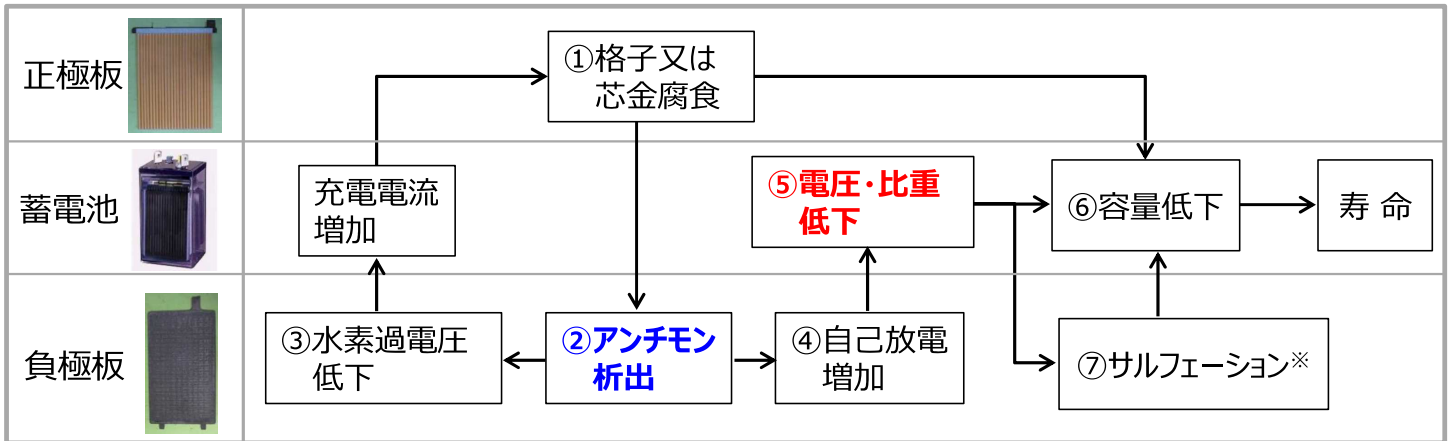 正極板
①格子又は
芯金腐食
蓄電池
充電電流
増加
⑤電圧・比重
低下
⑥容量低下
寿 命
負極板
③水素過電圧
低下
②アンチモン
析出
④自己放電
増加
⑦サルフェーション※